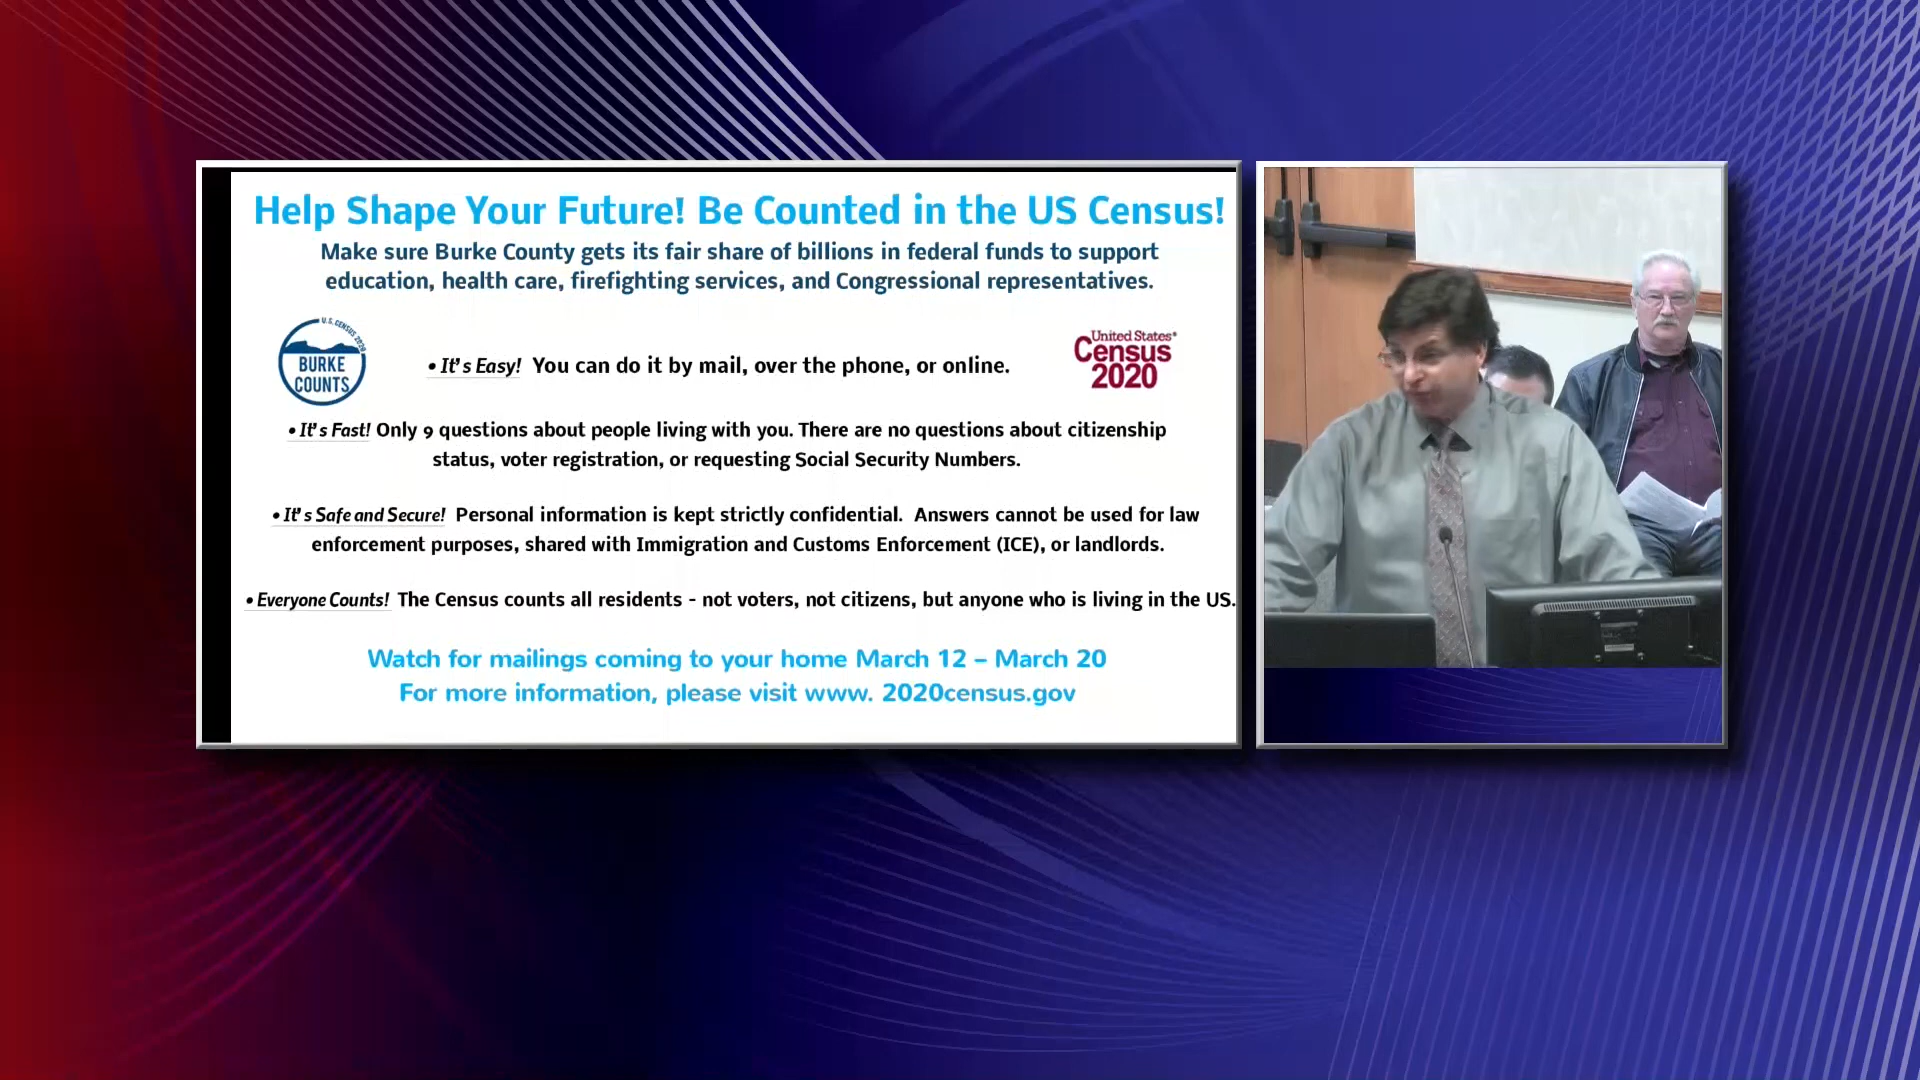 Help Shape Your Future! Be Counted in the US Census!
Make sure Burke County gets its fair share of billions in federal funds to support
education, health care, firefighting services, and Congressional representatives.
U.S. CENSUS 2020
BURKE
COUNTS
• It's Easy! You can do it by mail, over the phone, or online.
United States®
Census
2020
• It's Fast! Only 9 questions about people living with you. There are no questions about citizenship
status, voter registration, or requesting Social Security Numbers.
• It's Safe and Secure! Personal information is kept strictly confidential. Answers cannot be used for law
enforcement purposes, shared with Immigration and Customs Enforcement (ICE), or landlords.
• Everyone Counts! The Census counts all residents - not voters, not citizens, but anyone who is living in the US.
Watch for mailings coming to your home March 12 – March 20
For more information, please visit www. 2020census.gov